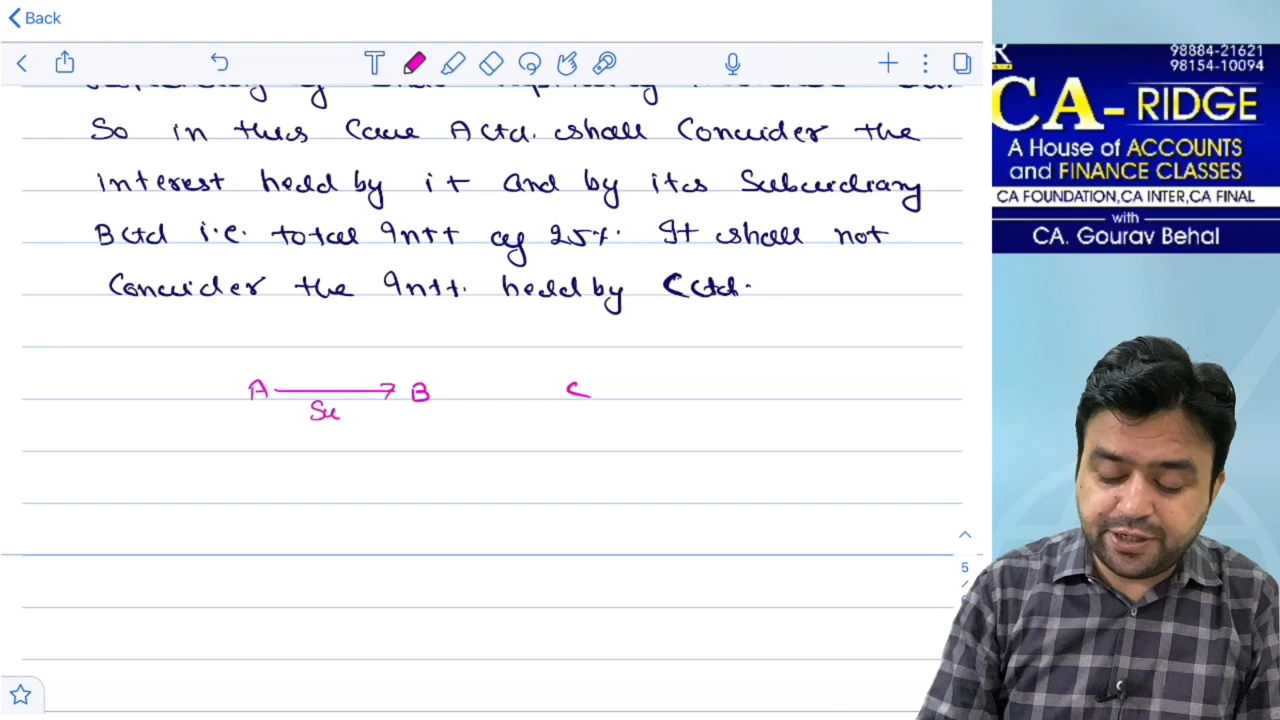 Back
So in this Case A Ltd. shall Consider the
interest held by it and by its Subsidiary
B Ltd i.e. total Intt of 25%. It shall not
Consider the Intt. held by C Ltd.
A → B C
Su
5
98884-21621
98154-10094
CA- RIDGE
A House of ACCOUNTS
and FINANCE CLASSES
CA FOUNDATION,CA INTER,CA FINAL
with
CA. Gourav Behal